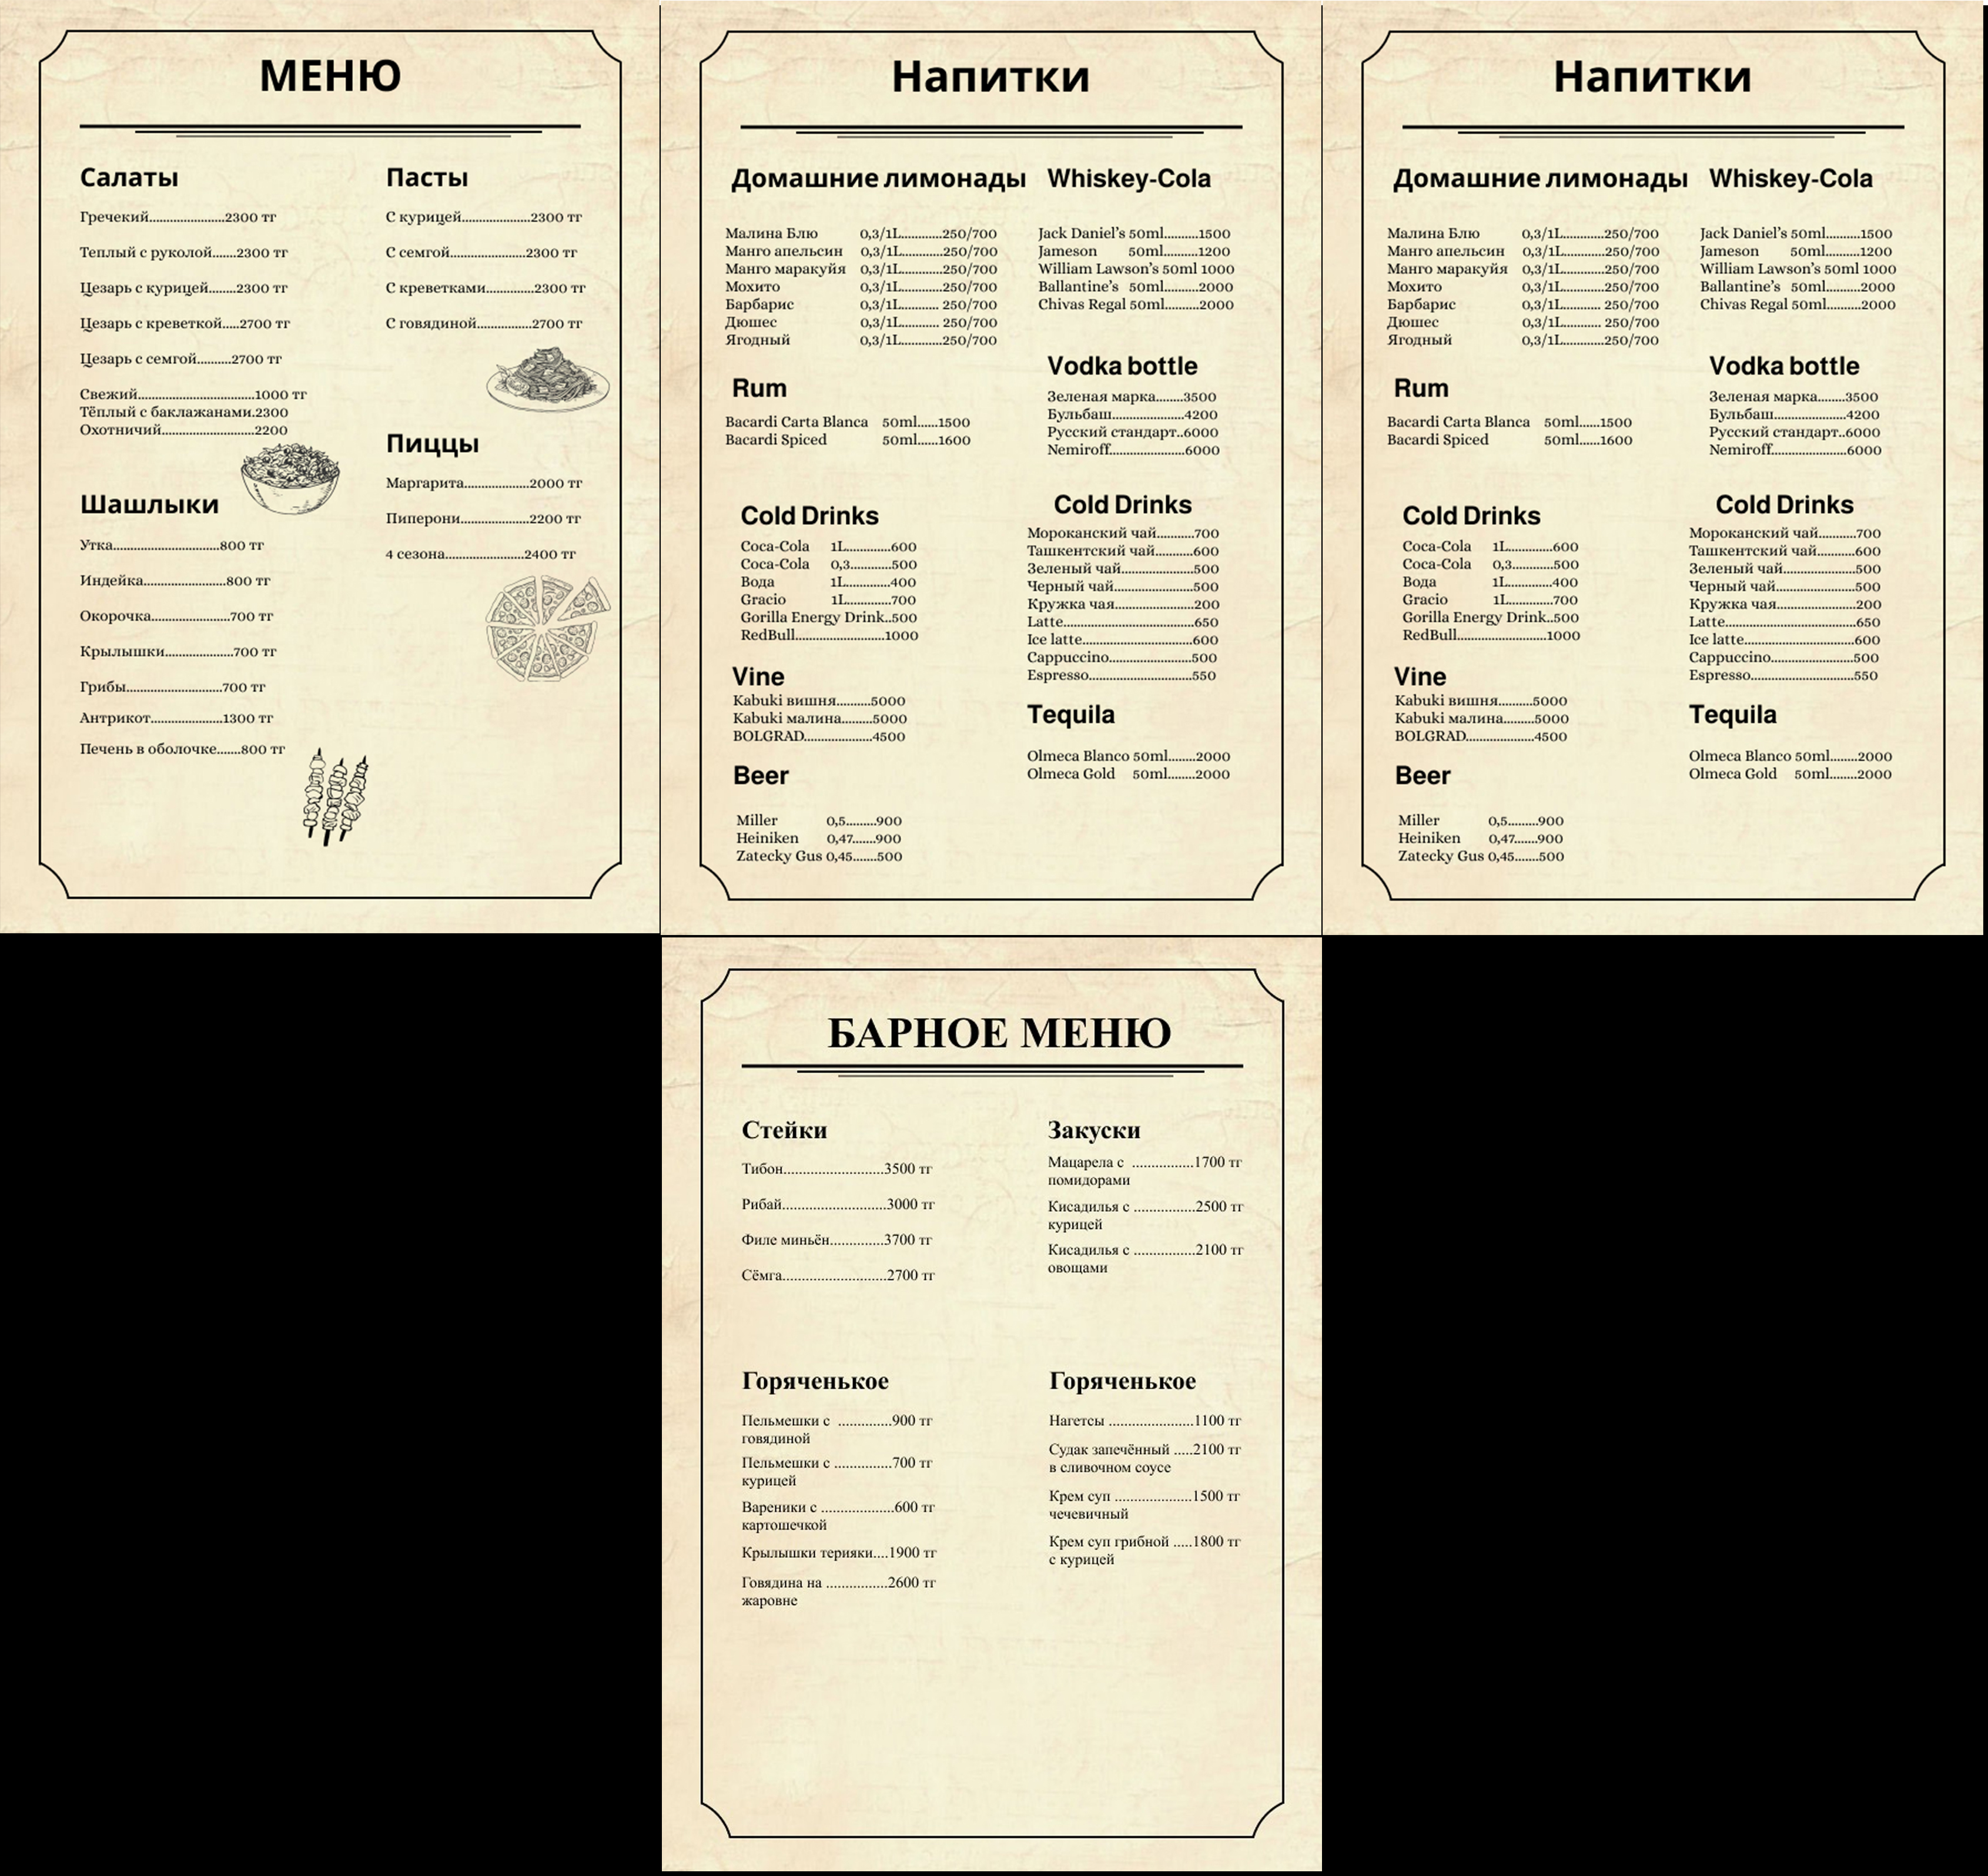 МЕНЮ
Салаты
Гречекий......................2300 тг
Теплый с руколой.......2300 тг
Цезарь с курицей........2300 тг
Цезарь с креветкой.....2700 тг
Цезарь с семгой..........2700 тг
Свежий..................................1000 тг
Тёплый с баклажанами.2300
Охотничий...........................2200
Шашлыки
Утка...............................800 тг
Индейка........................800 тг
Окорочка.......................700 тг
Крылышки....................700 тг
Грибы............................700 тг
Антрикот.....................1300 тг
Печень в оболочке.......800 тг
Пасты
С курицей....................2300 тг
С семгой......................2300 тг
С креветками..............2300 тг
С говядиной................2700 тг
Пиццы
Маргарита...................2000 тг
Пиперони....................2200 тг
4 сезона.......................2400 тг
Напитки
Домашние лимонады
Малина Блю 0,3/1L............250/700
Манго апельсин 0,3/1L............250/700
Манго маракуйя 0,3/1L............250/700
Мохито 0,3/1L........... 250/700
Барбарис 0,3/1L........... 250/700
Дюшес 0,3/1L........... 250/700
Ягодный 0,3/1L............250/700
Rum
Bacardi Carta Blanca 50ml......1500
Bacardi Spiced 50ml......1600
Cold Drinks
Coca-Cola 1L.............600
Coca-Cola 0,3............500
Вода 1L.............400
Gracio 1L.............700
Gorilla Energy Drink..500
RedBull..........................1000
Vine
Kabuki вишня..........5000
Kabuki малина.........5000
BOLGRAD....................4500
Beer
Miller 0,5.........900
Heiniken 0,47.......900
Zatecky Gus 0,45.......500
Whiskey-Cola
Jack Daniel’s 50ml..........1500
Jameson 50ml..........1200
William Lawson’s 50ml 1000
Ballantine’s 50ml..........2000
Chivas Regal 50ml..........2000
Vodka bottle
Зеленая марка........3500
Бульбаш.....................4200
Русский стандарт..6000
Nemiroff......................6000
Cold Drinks
Мороканский чай...........700
Ташкентский чай...........600
Зеленый чай.....................500
Черный чай.......................500
Кружка чая.......................200
Latte......................................650
Ice latte................................600
Cappuccino........................500
Espresso..............................550
Tequila
Olmeca Blanco 50ml........2000
Olmeca Gold 50ml........2000
Напитки
Домашние лимонады
Малина Блю 0,3/1L............250/700
Манго апельсин 0,3/1L............250/700
Манго маракуйя 0,3/1L............250/700
Мохито 0,3/1L........... 250/700
Барбарис 0,3/1L........... 250/700
Дюшес 0,3/1L........... 250/700
Ягодный 0,3/1L............250/700
Rum
Bacardi Carta Blanca 50ml......1500
Bacardi Spiced 50ml......1600
Cold Drinks
Coca-Cola 1L.............600
Coca-Cola 0,3............500
Вода 1L.............400
Gracio 1L.............700
Gorilla Energy Drink..500
RedBull..........................1000
Vine
Kabuki вишня..........5000
Kabuki малина.........5000
BOLGRAD....................4500
Beer
Miller 0,5.........900
Heiniken 0,47.......900
Zatecky Gus 0,45.......500
Whiskey-Cola
Jack Daniel’s 50ml..........1500
Jameson 50ml..........1200
William Lawson’s 50ml 1000
Ballantine’s 50ml..........2000
Chivas Regal 50ml..........2000
Vodka bottle
Зеленая марка........3500
Бульбаш.....................4200
Русский стандарт..6000
Nemiroff......................6000
Cold Drinks
Мороканский чай...........700
Ташкентский чай...........600
Зеленый чай.....................500
Черный чай.......................500
Кружка чая.......................200
Latte......................................650
Ice latte................................600
Cappuccino........................500
Espresso..............................550
Tequila
Olmeca Blanco 50ml........2000
Olmeca Gold 50ml........2000
БАРНОЕ МЕНЮ
Стейки
Тибон..........................3500 тг
Рибай...........................3000 тг
Филе миньён..............3700 тг
Сёмга...........................2700 тг
Закуски
Мацарела с ................1700 тг
помидорами
Кисадилья с ................2500 тг
курицей
Кисадилья с ................2100 тг
овощами
Горяченькое
Пельмешки с ..............900 тг
говядиной
Пельмешки с ...............700 тг
курицей
Вареники с ...................600 тг
картошечкой
Крылышки терияки....1900 тг
Говядина на ................2600 тг
жаровне
Горяченькое
Нагетсы ......................1100 тг
Судак запечённый .....2100 тг
в сливочном соусе
Крем суп ....................1500 тг
чечевичный
Крем суп грибной .....1800 тг
с курицей